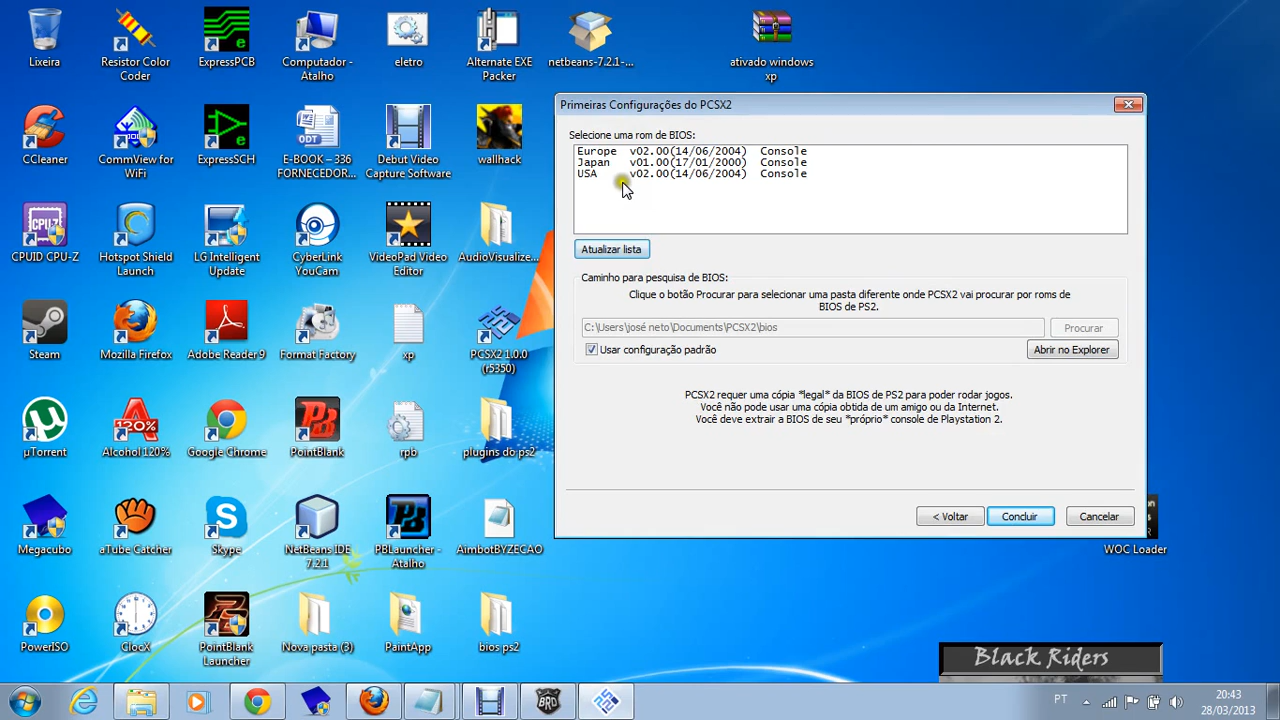 Lixeira
Resistor Color
Coder
ExpressPCB
Computador -
Atalho
eletro
Alternate EXE
Packer
netbeans-7.2.1-...
ativado windows
xp
CCleaner
CommView for
WiFi
ExpressSCH
E-BOOK – 336
FORNECEDOR...
Debut Video
Capture Software
wallhack
CPUID CPU-Z
Hotspot Shield
Launch
LG Intelligent
Update
CyberLink
YouCam
VideoPad Video
Editor
AudioVisualize...
Steam
Mozilla Firefox
Adobe Reader 9
Format Factory
xp
PCSX2 1.0.0
(r5350)
µTorrent
Alcohol 120%
Google Chrome
PointBlank
rpb
plugins do ps2
Megacubo
aTube Catcher
Skype
NetBeans IDE
7.2.1
PBLauncher -
Atalho
AimbotBYZECAO
WOC Loader
PowerISO
ClocX
PointBlank
Launcher
Nova pasta (3)
PaintApp
bios ps2
Primeiras Configurações do PCSX2
Selecione uma rom de BIOS:
Europe v02.00(14/06/2004) Console
Japan v01.00(17/01/2000) Console
USA v02.00(14/06/2004) Console
Atualizar lista
Caminho para pesquisa de BIOS:
Clique o botão Procurar para selecionar uma pasta diferente onde PCSX2 vai procurar por roms de
BIOS de PS2.
C:\Users\josé neto\Documents\PCSX2\bios
Procurar
Usar configuração padrão
Abrir no Explorer
PCSX2 requer uma cópia *legal* da BIOS de PS2 para poder rodar jogos.
Você não pode usar uma cópia obtida de um amigo ou da Internet.
Você deve extrair a BIOS de seu *próprio* console de Playstation 2.
< Voltar
Concluir
Cancelar
Black Riders
PT
20:43
28/03/2013